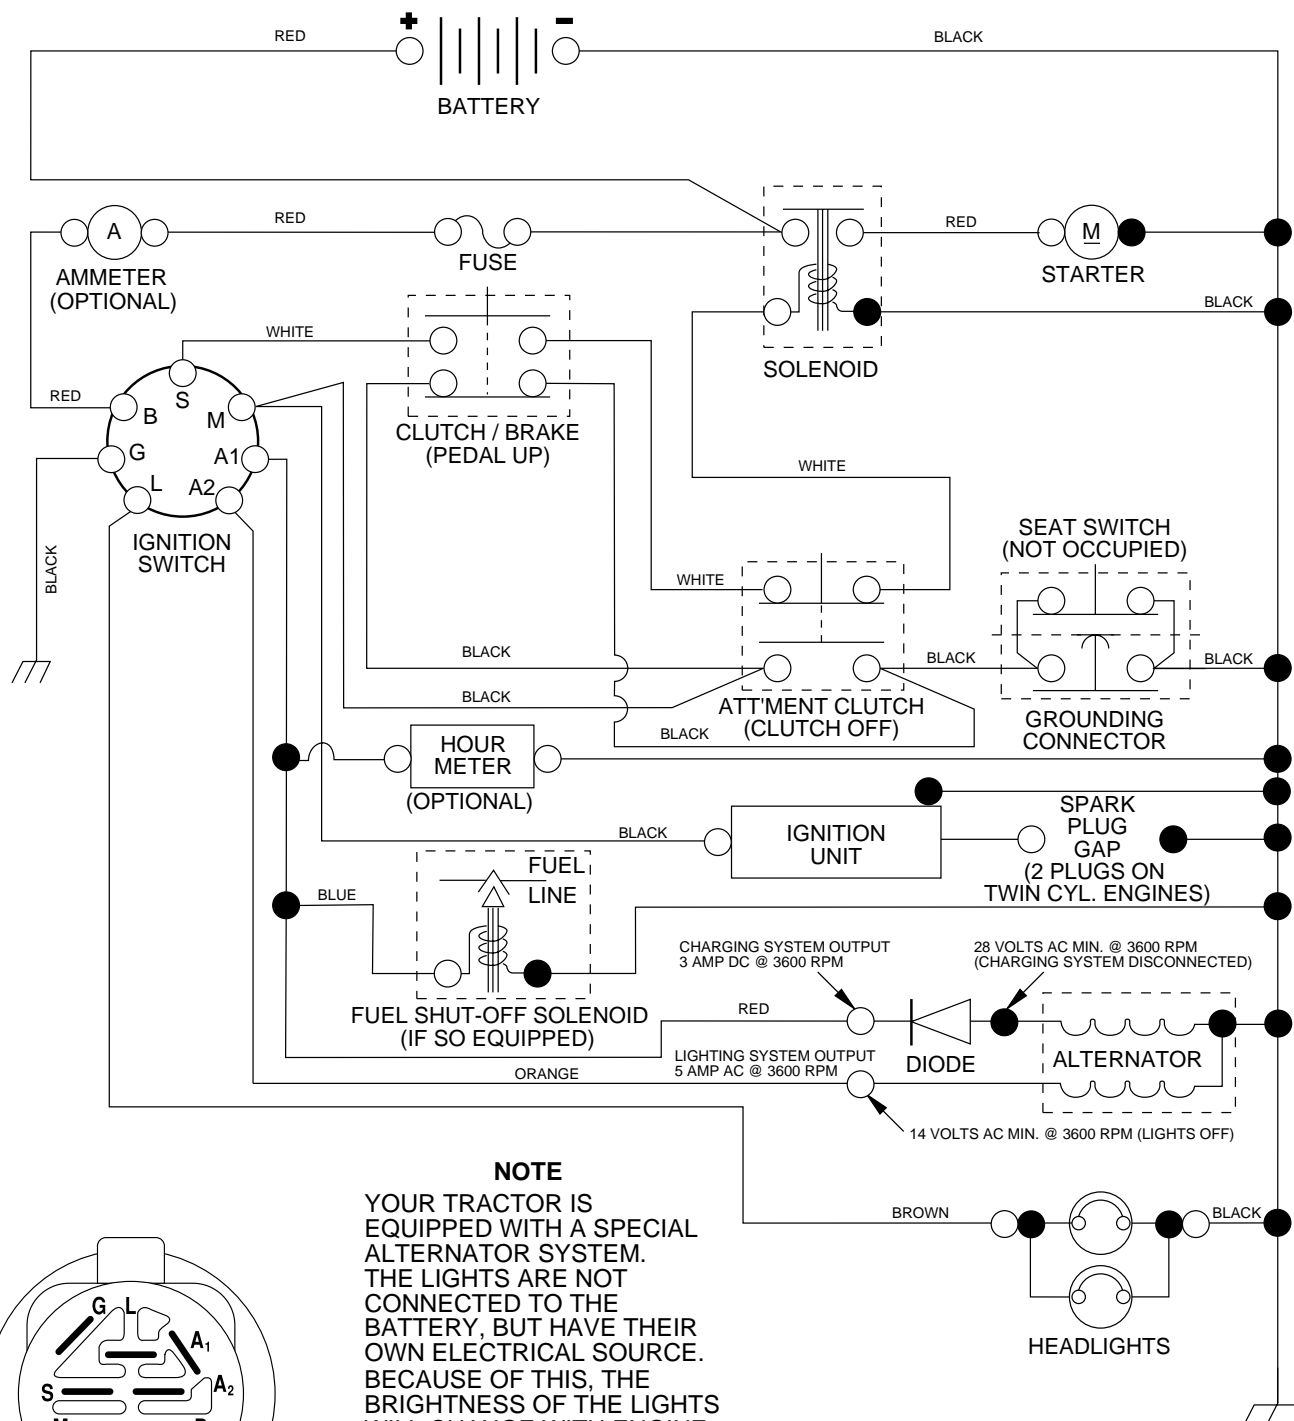 + -
RED
BLACK
BATTERY
A
RED
RED
M
FUSE
AMMETER
(OPTIONAL)
STARTER
BLACK
WHITE
SOLENOID
RED
B
S
M
G
A1
L
A2
CLUTCH / BRAKE
(PEDAL UP)
WHITE
IGNITION
SWITCH
BLACK
SEAT SWITCH
(NOT OCCUPIED)
WHITE
BLACK
BLACK
BLACK
BLACK
ATT'MENT CLUTCH
(CLUTCH OFF)
BLACK
GROUNDING
CONNECTOR
HOUR
METER
(OPTIONAL)
BLACK
IGNITION
UNIT
SPARK
PLUG
GAP
(2 PLUGS ON
TWIN CYL. ENGINES)
FUEL
LINE
BLUE
FUEL SHUT-OFF SOLENOID
(IF SO EQUIPPED)
CHARGING SYSTEM OUTPUT
3 AMP DC @ 3600 RPM
28 VOLTS AC MIN. @ 3600 RPM
(CHARGING SYSTEM DISCONNECTED)
RED
DIODE
ALTERNATOR
LIGHTING SYSTEM OUTPUT
5 AMP AC @ 3600 RPM
ORANGE
14 VOLTS AC MIN. @ 3600 RPM (LIGHTS OFF)
BROWN
BLACK
HEADLIGHTS
NOTE
YOUR TRACTOR IS
EQUIPPED WITH A SPECIAL
ALTERNATOR SYSTEM.
THE LIGHTS ARE NOT
CONNECTED TO THE
BATTERY, BUT HAVE THEIR
OWN ELECTRICAL SOURCE.
BECAUSE OF THIS, THE
BRIGHTNESS OF THE LIGHTS
WILL CHANGE WITH ENGINE
G L
A1
A2
S